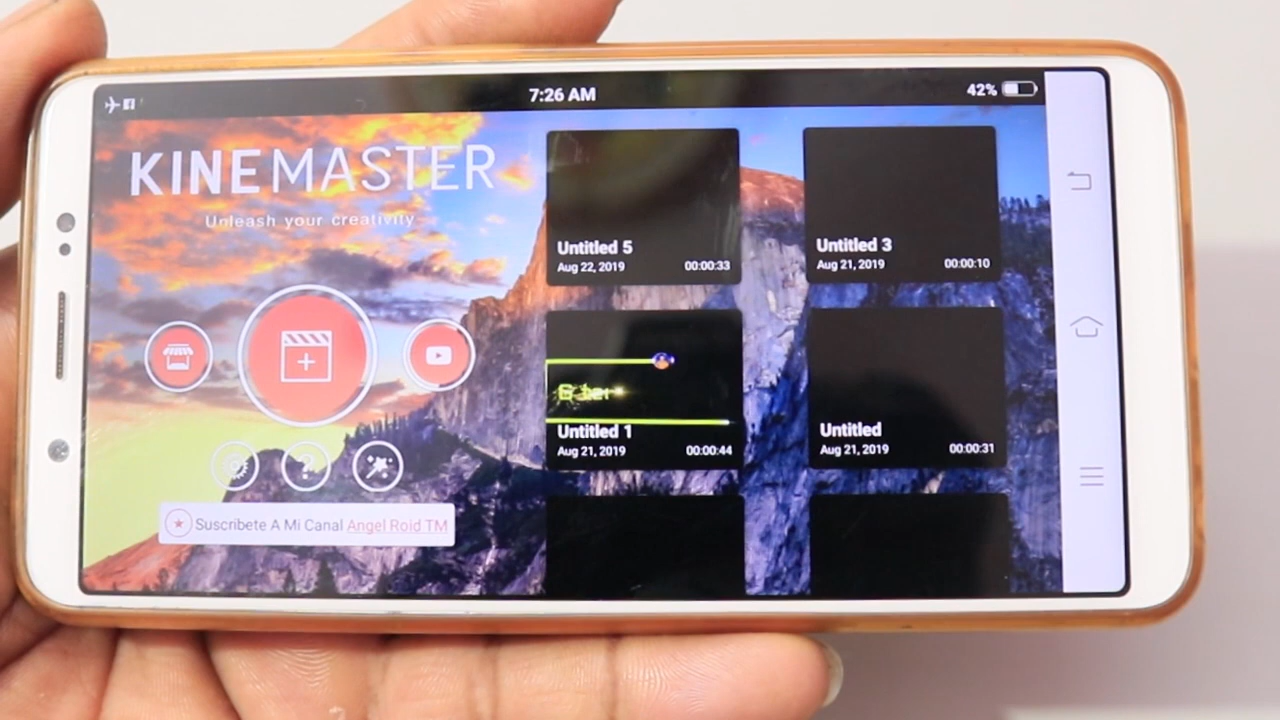 7:26 AM
42%
KINEMASTER
Unleash your creativity
Suscribete A Mi Canal Angel Roid TM
Untitled 5
Aug 22, 2019 00:00:33
Untitled 3
Aug 21, 2019 00:00:10
Untitled 1
Aug 21, 2019 00:00:44
Untitled
Aug 21, 2019 00:00:31